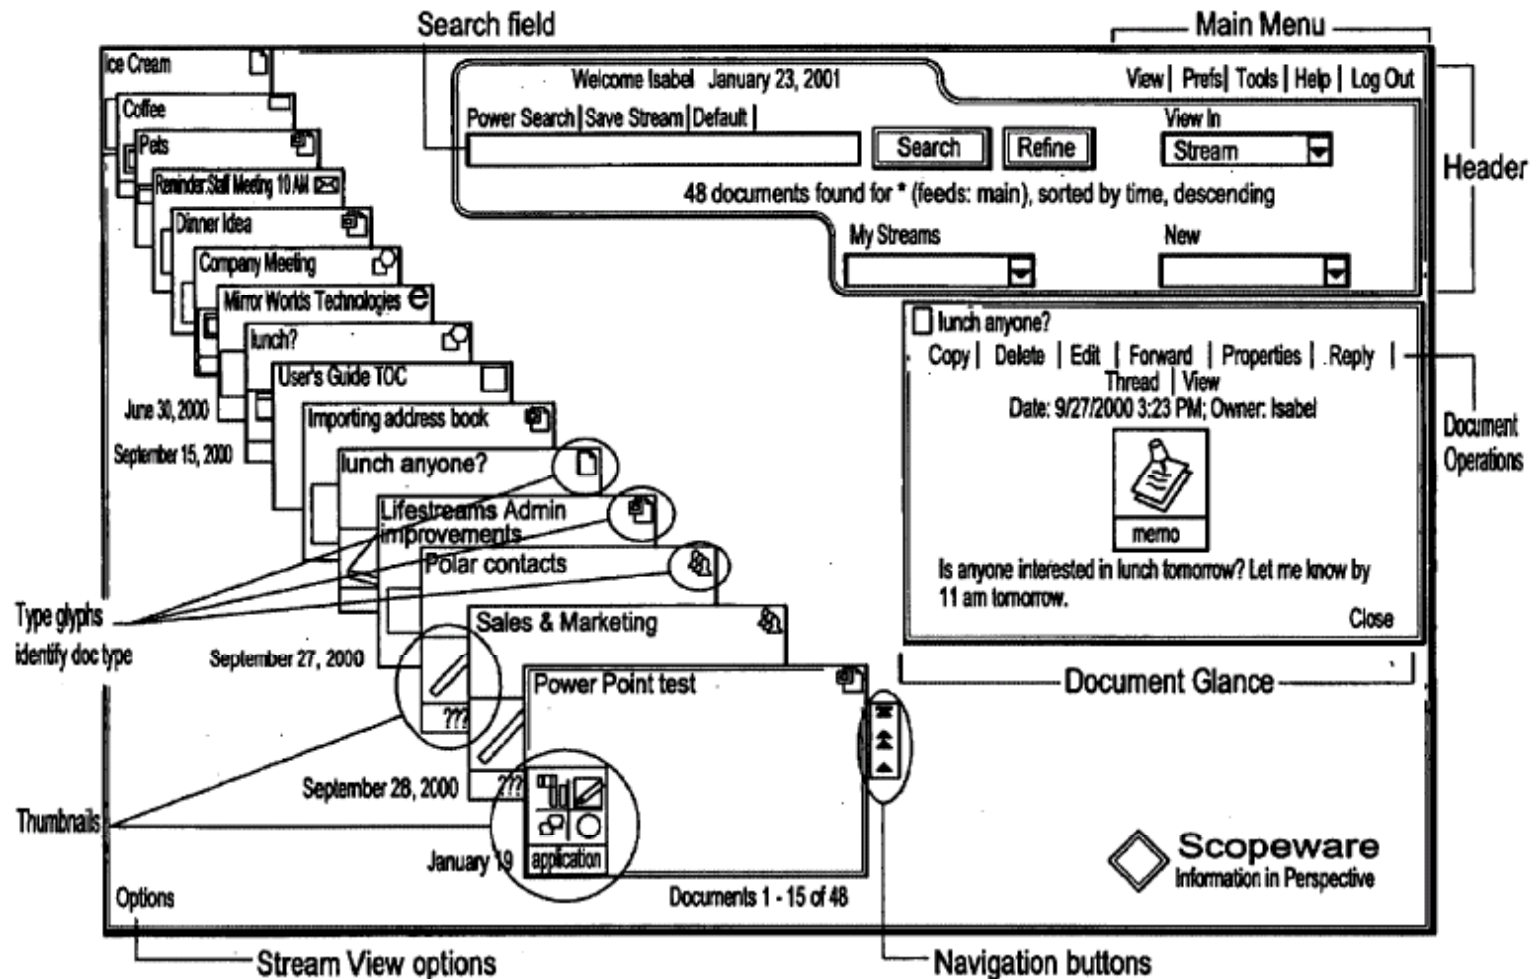 Search field
Main Menu
Ice Cream
Coffee
Pets
Reminder:Staff Meeting 10 AM
Dinner Idea
Company Meeting
Mirror Worlds Technologies
lunch?
User's Guide TOC
Importing address book
lunch anyone?
Lifestreams Admin
improvements
Polar contacts
Sales & Marketing
Power Point test
June 30, 2000
September 15, 2000
September 27, 2000
September 28, 2000
January 19
???
???
application
Type glyphs
identify doc type
Thumbnails
Options
Stream View options
Documents 1 - 15 of 48
Navigation buttons
Welcome Isabel January 23, 2001
View | Prefs | Tools | Help | Log Out
Power Search | Save Stream | Default |
Search
Refine
View In
Stream
48 documents found for * (feeds: main), sorted by time, descending
My Streams
New
Header
lunch anyone?
Copy | Delete | Edit | Forward | Properties | Reply |
Thread | View
Date: 9/27/2000 3:23 PM; Owner: Isabel
memo
Is anyone interested in lunch tomorrow? Let me know by
11 am tomorrow.
Close
Document
Operations
Document Glance
Scopeware
Information in Perspective